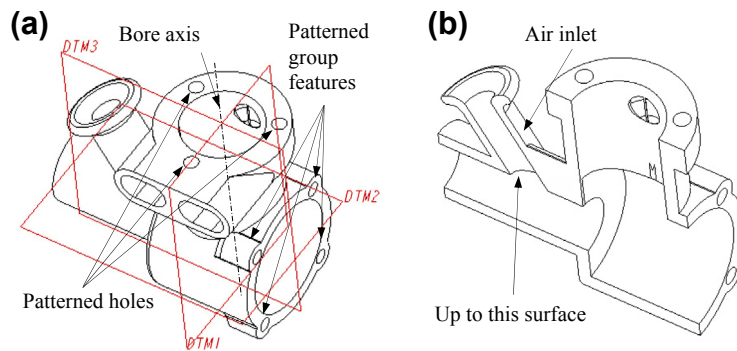 (a)
DTM3
Bore axis
Patterned
group
features
DTM2
Patterned holes
DTM1
(b)
Air inlet
M
Up to this surface